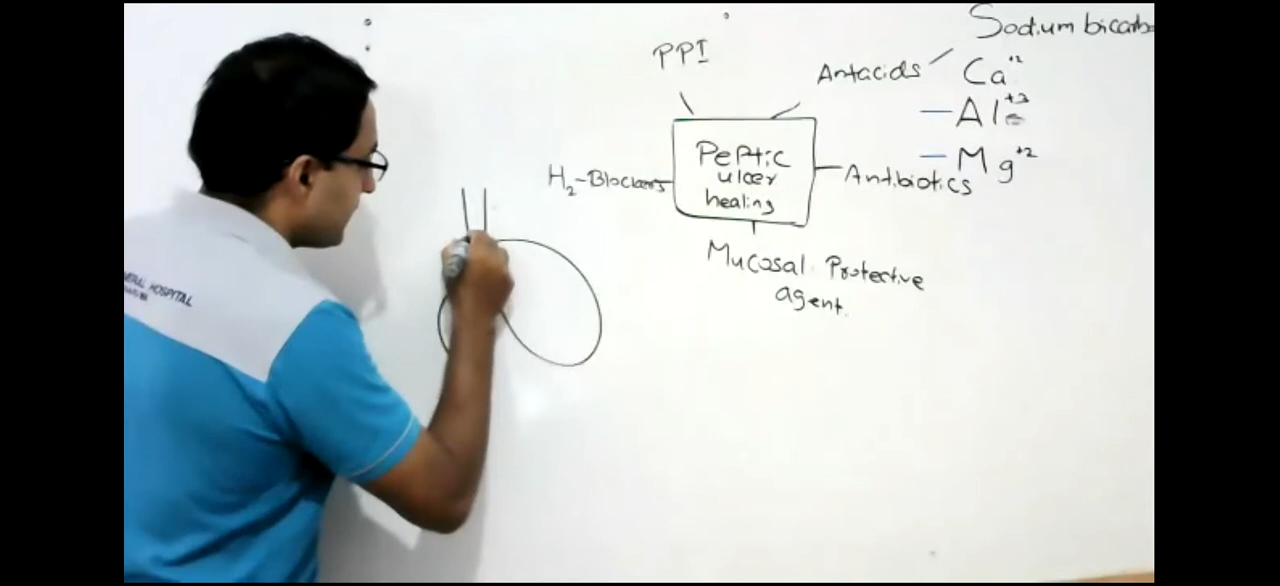 Sodium bicarb
PPI
Antacids
Ca+2
Al+3
Mg+2
Peptic
ulcer
healing
H2-Blockers
Antibiotics
Mucosal Protective
agent.
HOSPITAL